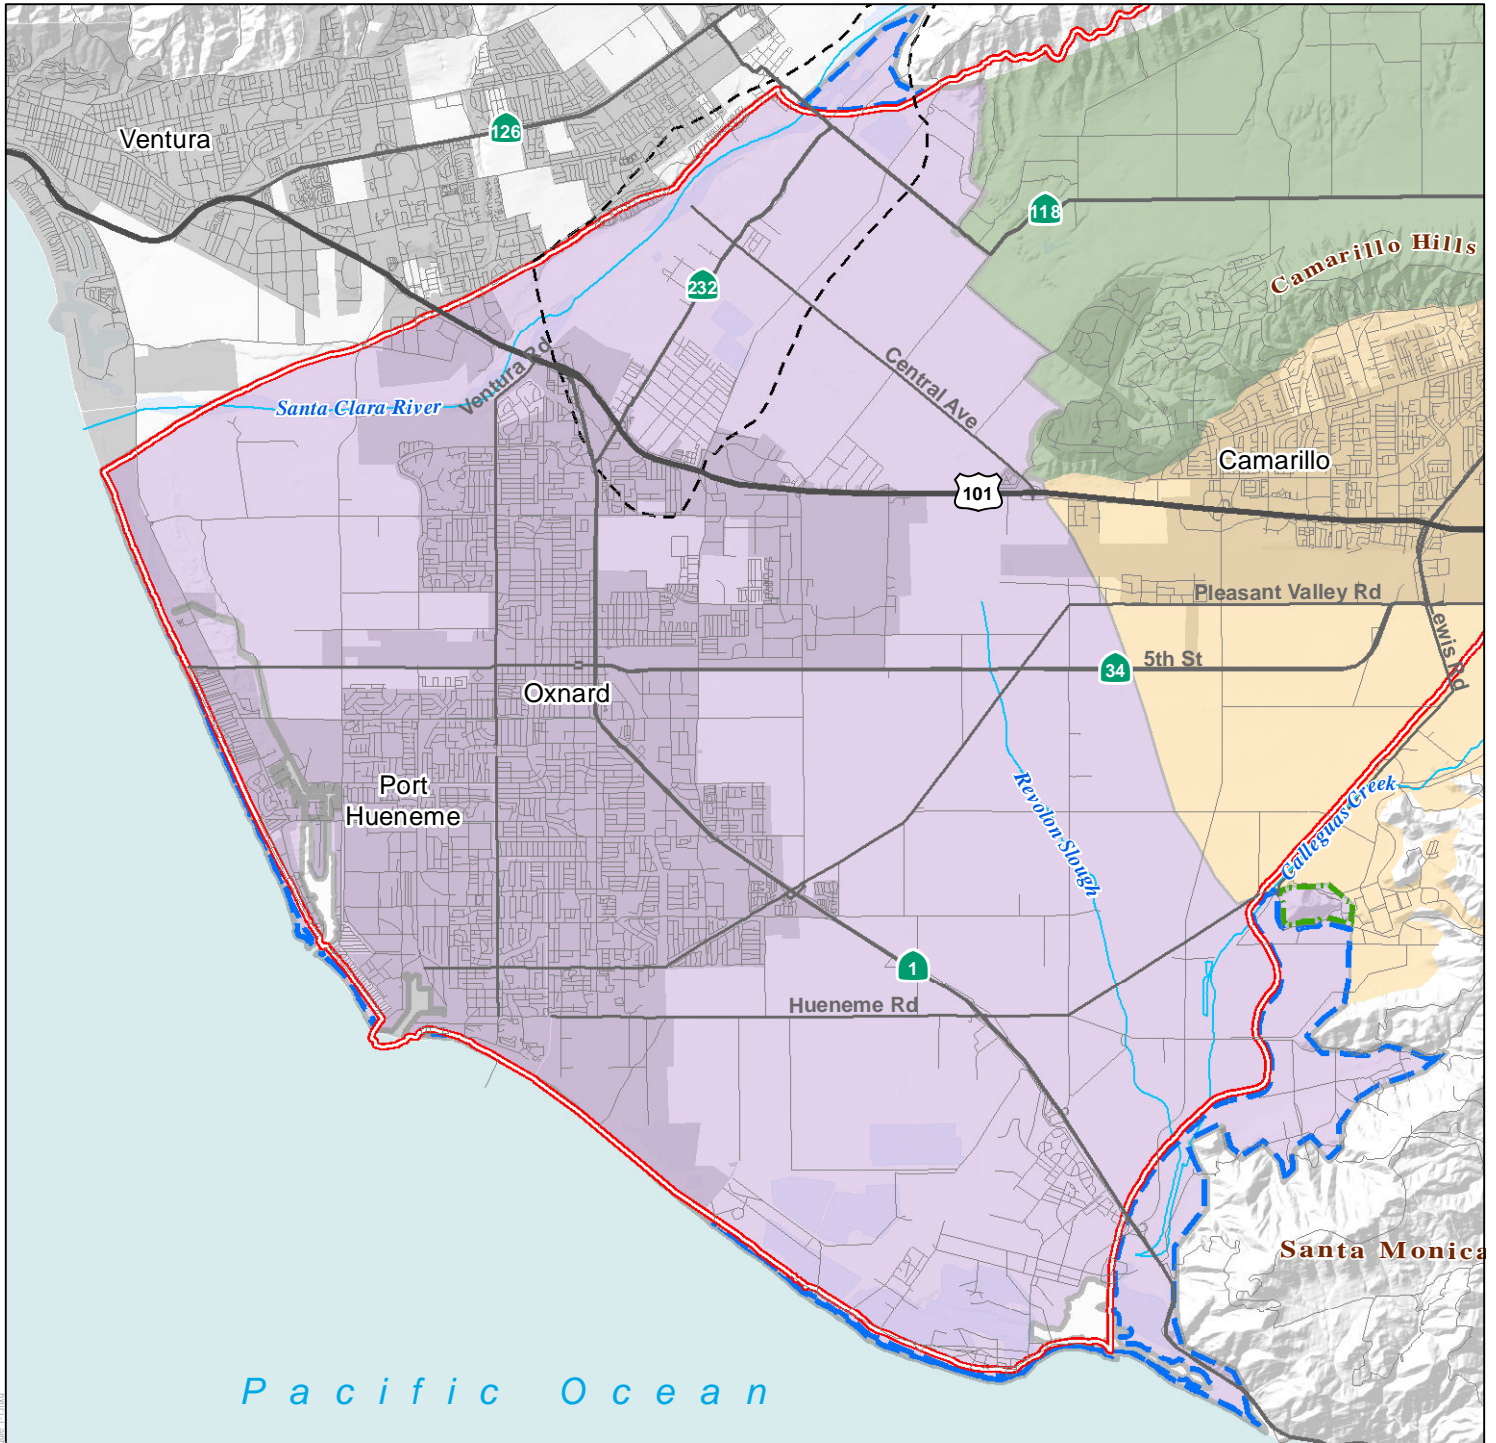 Ventura
126
118
Camarillo Hills
232
Central Ave
Ventura Rd
Santa Clara River
Camarillo
101
Pleasant Valley Rd
Lewis Rd
34
5th St
Oxnard
Revolon Slough
Port
Hueneme
Calleguas Creek
1
Hueneme Rd
Santa Monica
Pacific Ocean